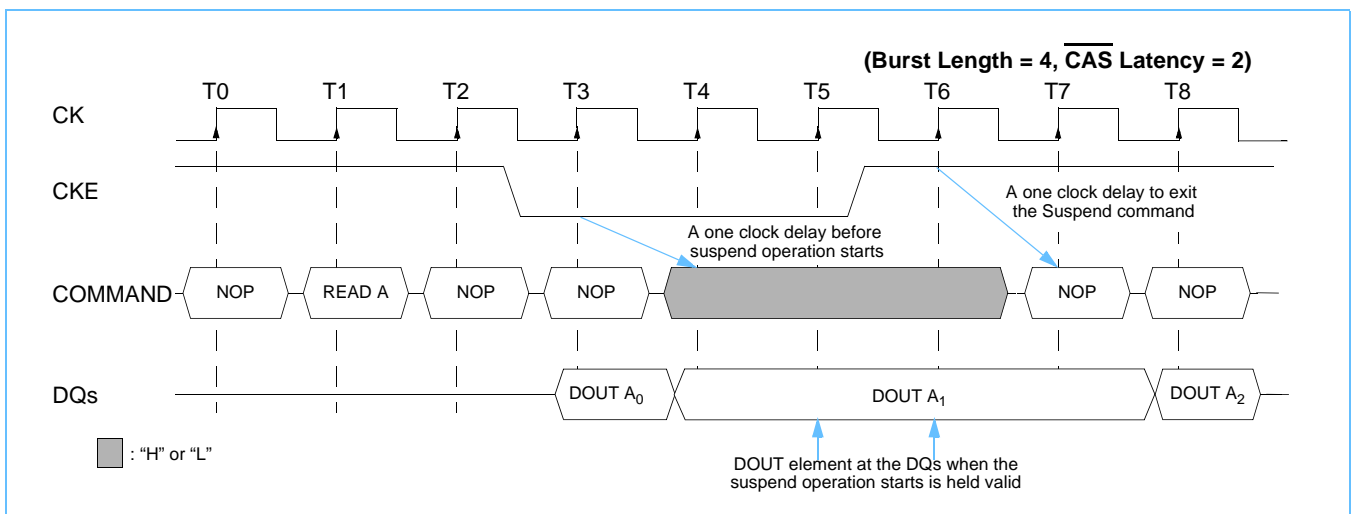 (Burst Length = 4, CAS Latency = 2)
T0 T1 T2 T3 T4 T5 T6 T7 T8
CK
CKE
A one clock delay to exit
the Suspend command
A one clock delay before
suspend operation starts
COMMAND NOP READ A NOP NOP NOP NOP
DQs DOUT A0 DOUT A1 DOUT A2
: “H” or “L”
DOUT element at the DQs when the
suspend operation starts is held valid